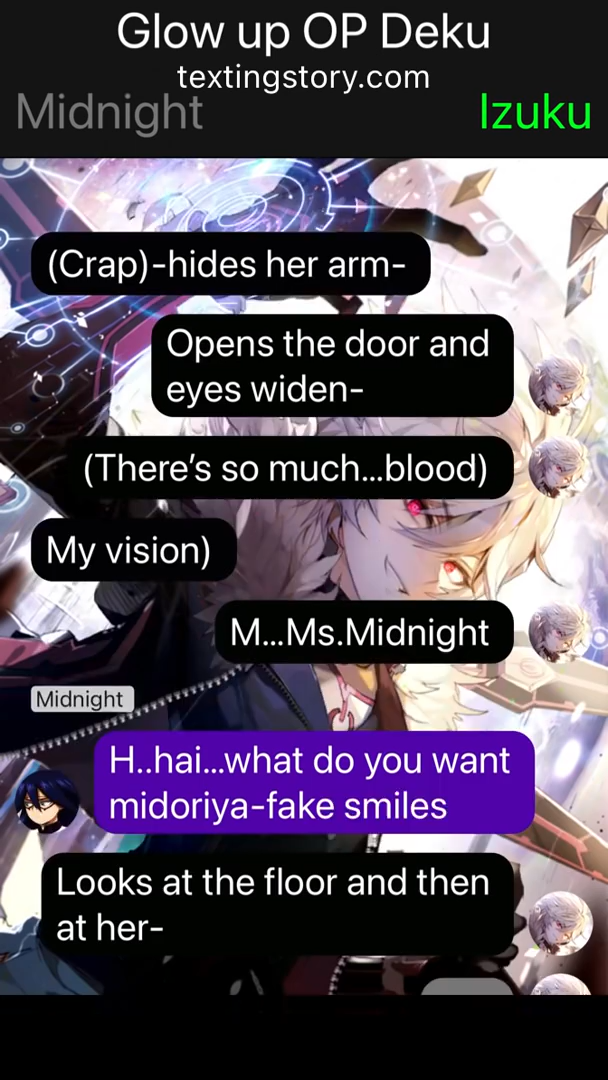 Glow up OP Deku
textingstory.com
Midnight
Izuku
(Crap)-hides her arm-
Opens the door and
eyes widen-
(There’s so much...blood)
My vision)
M...Ms.Midnight
Midnight
H..hai...what do you want
midoriya-fake smiles
Looks at the floor and then
at her-